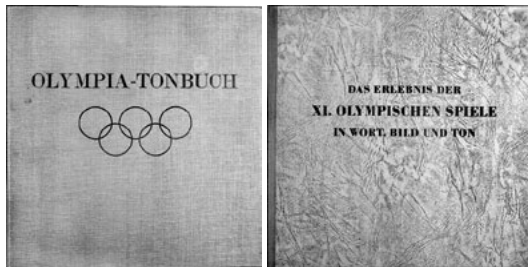 OLYMPIA-TONBUCH
DAS ERLEBNIS DER
XI. OLYMPISCHEN SPIELE
IN WORT, BILD UND TON